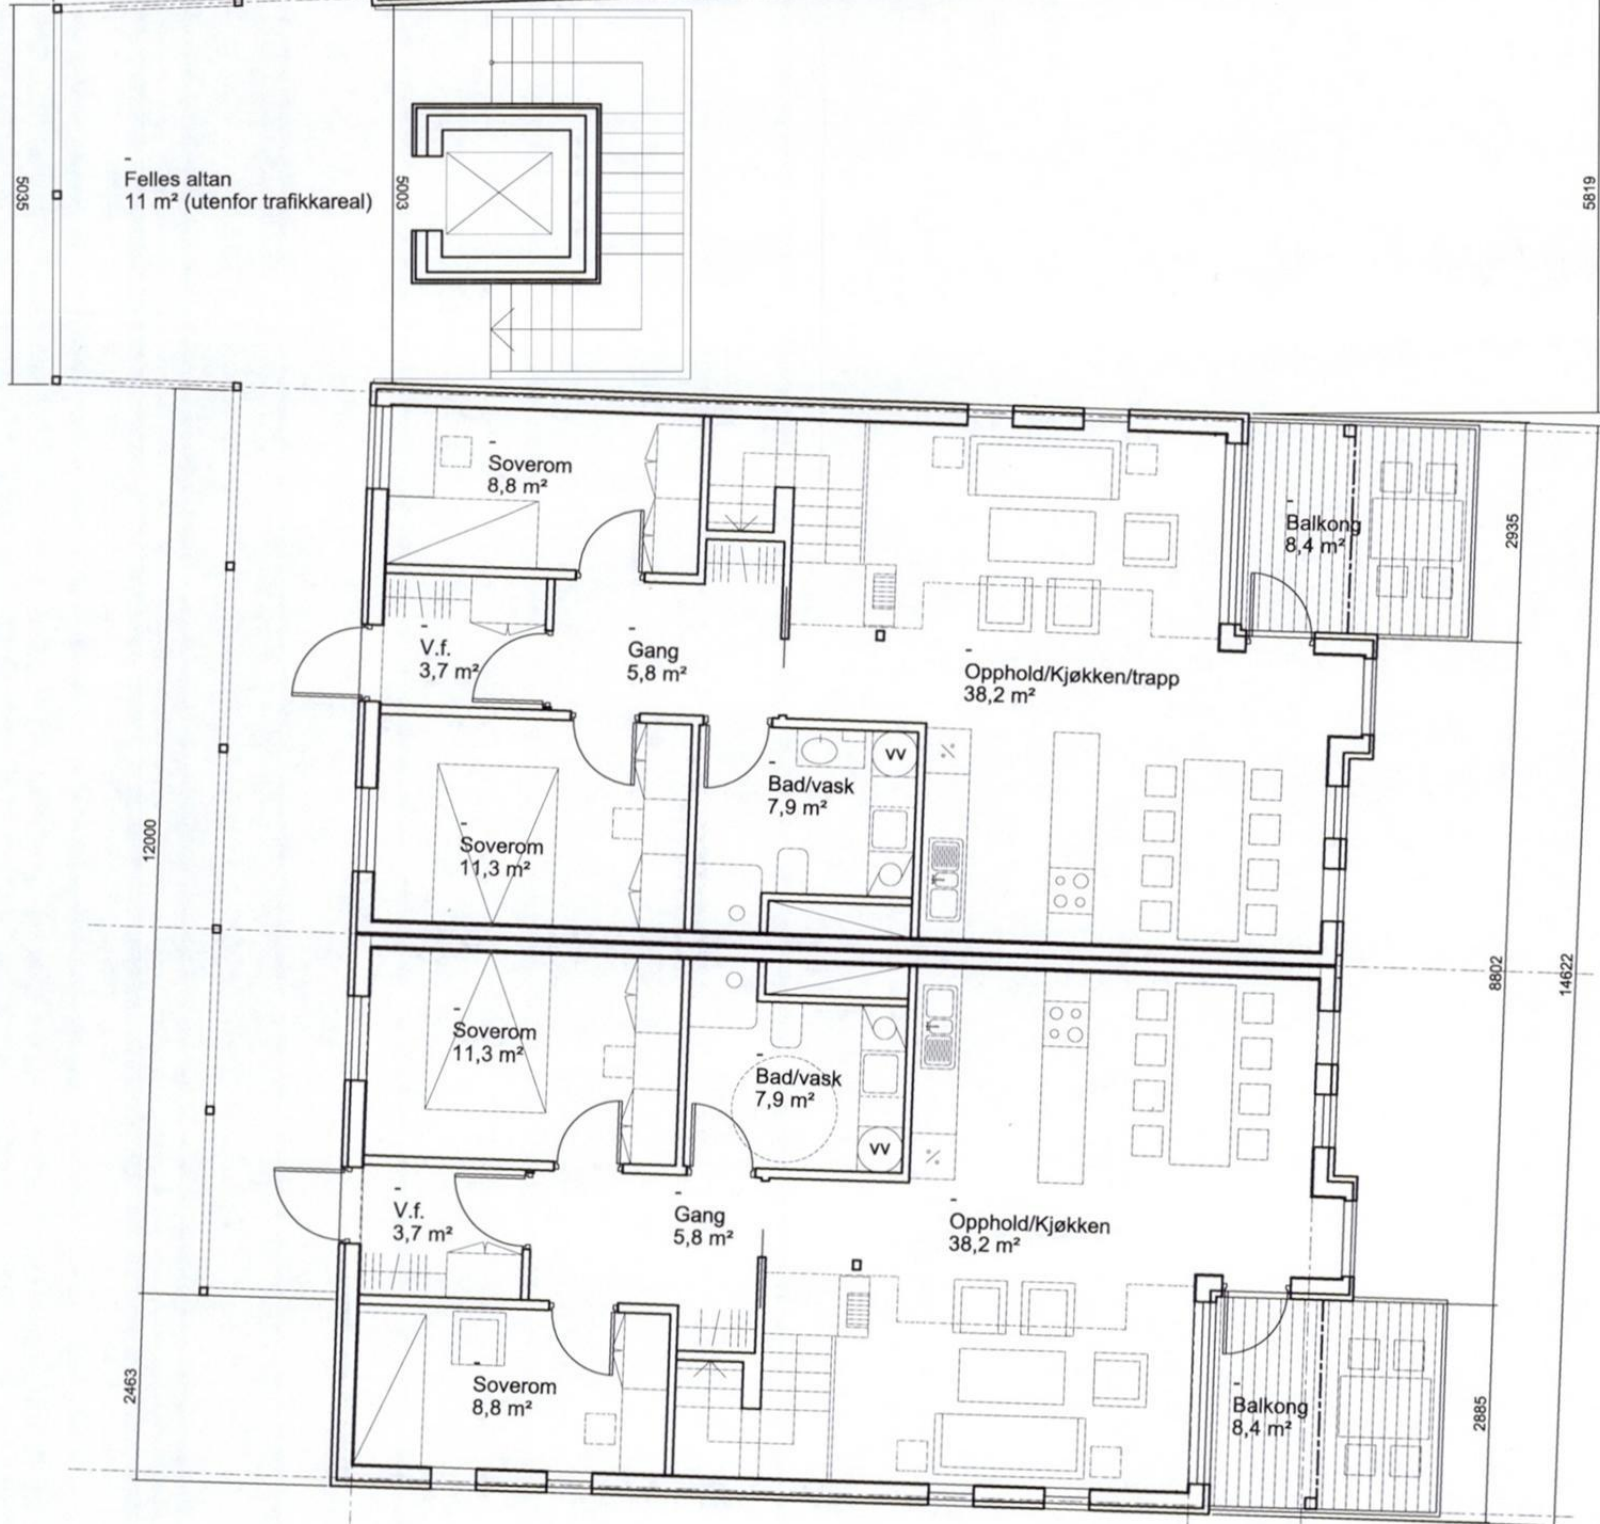 5035
Felles altan
11 m² (utenfor trafikkareal)
5003
5819
Soverom
8,8 m²
Balkong
8,4 m²
2935
V.f.
3,7 m²
Gang
5,8 m²
Opphold/Kjøkken/trapp
38,2 m²
VV
%
Bad/vask
7,9 m²
Soverom
11,3 m²
12000
8802
14622
Soverom
11,3 m²
Bad/vask
7,9 m²
VV
%
V.f.
3,7 m²
Gang
5,8 m²
Opphold/Kjøkken
38,2 m²
2463
Soverom
8,8 m²
Balkong
8,4 m²
2885